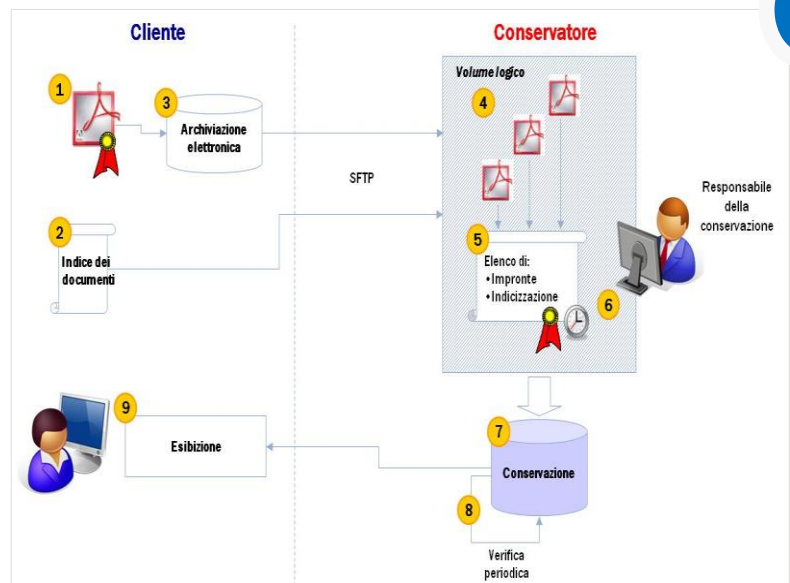 Cliente
Conservatore
Volume logico
1
3
4
Archiviazione
elettronica
SFTP
Responsabile
della
conservazione
2
Indice dei
documenti
5
Elenco di:
•Impronte
•Indicizzazione
6
9
Esibizione
7
Conservazione
8
Verifica
periodica